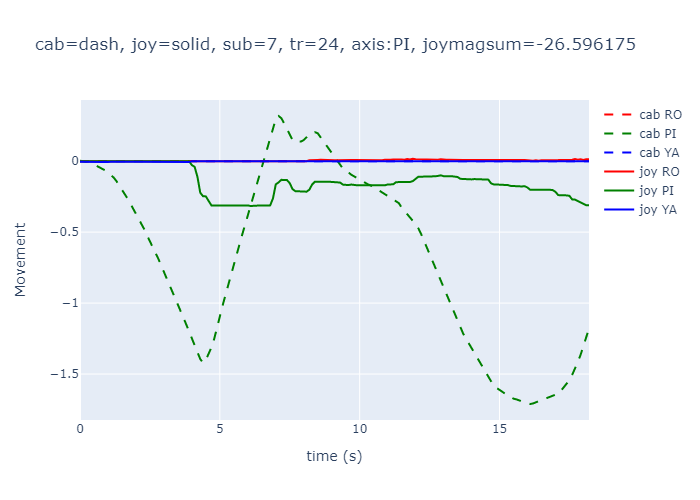 cab=dash, joy=solid, sub=7, tr=24, axis:PI, joymagsum=-26.596175
cab RO
cab PI
cab YA
joy RO
joy PI
joy YA
0
−0.5
−1
−1.5
Movement
0
5
10
15
time (s)